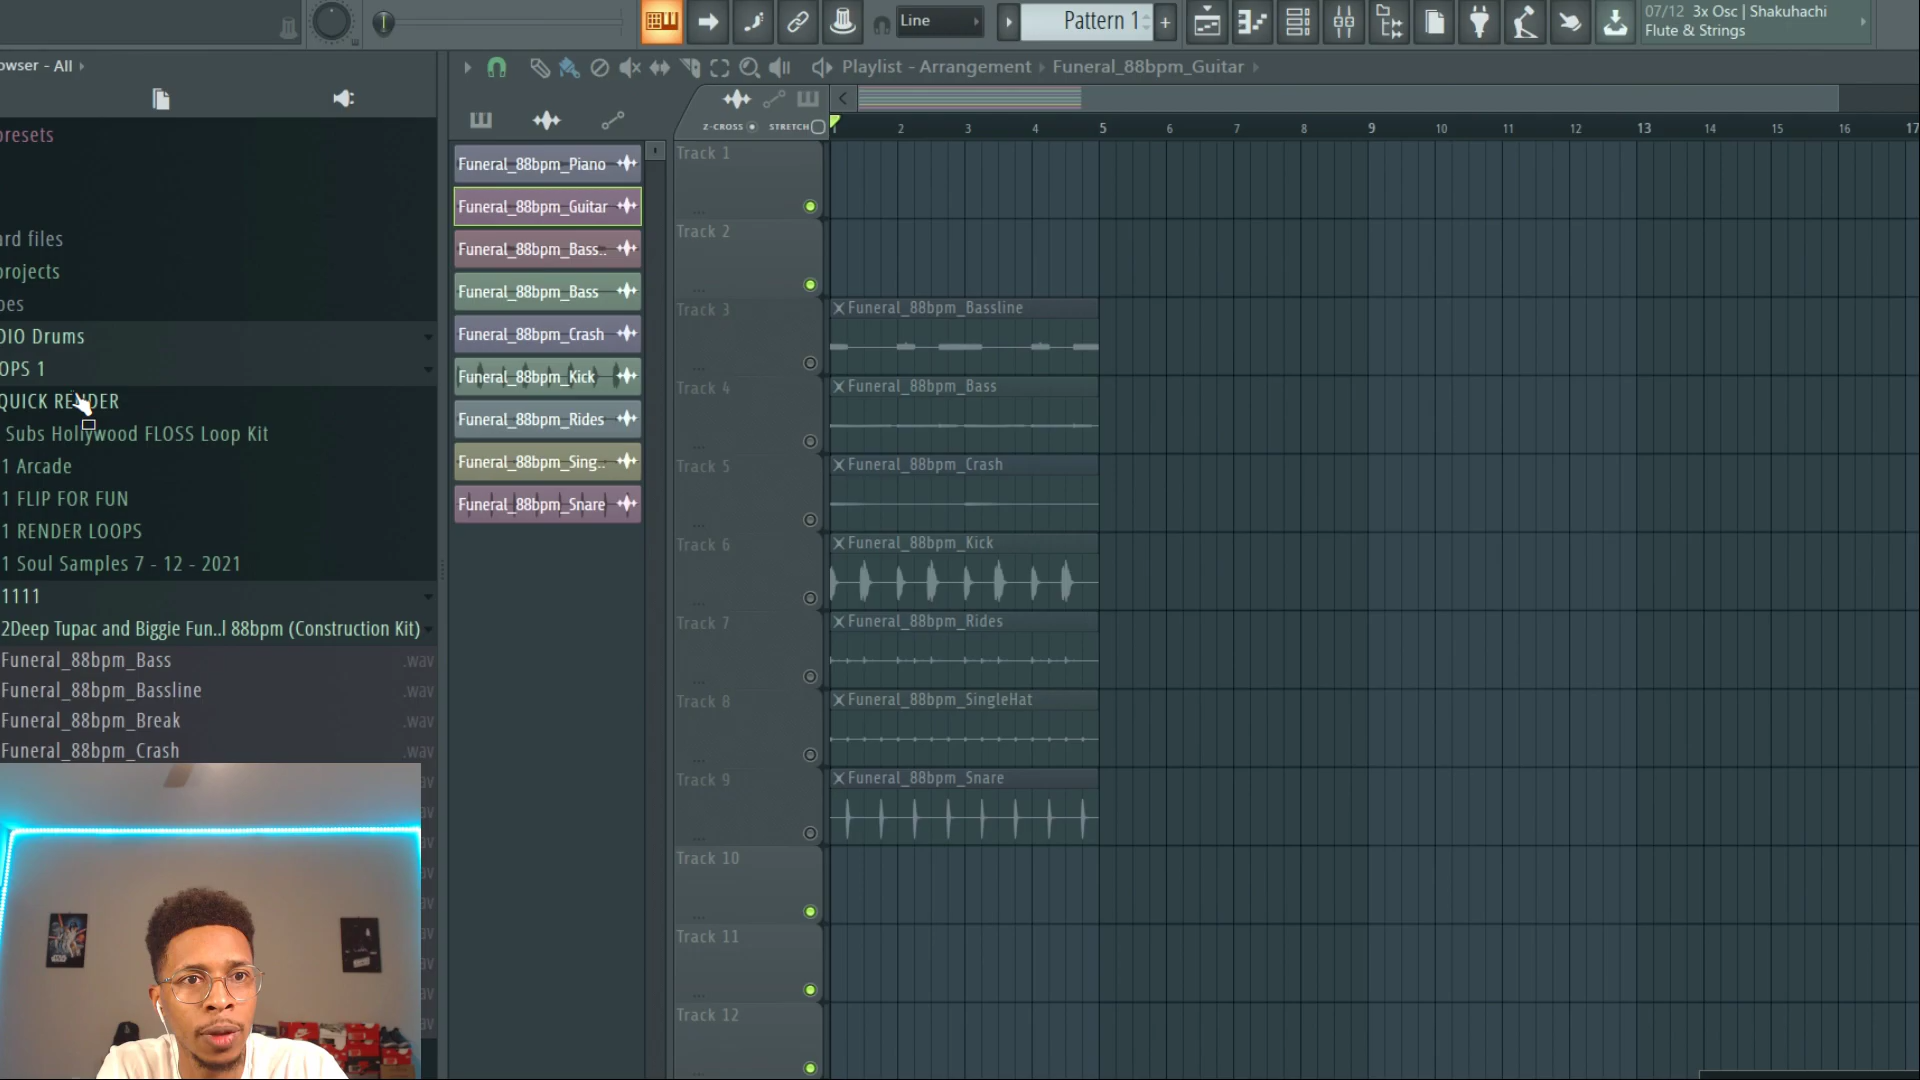 Line
Pattern 1
+
07/12 3x Osc | Shakuhachi
Flute & Strings
owser - All
Playlist - Arrangement › Funeral_88bpm_Guitar
Z-CROSS
STRETCH
2 3 4 5 6 7 8 9 10 11 12 13 14 15 16 17
presets
ard files
projects
pes
DIO Drums
OPS 1
QUICK RENDER
Subs Hollywood FLOSS Loop Kit
1 Arcade
1 FLIP FOR FUN
1 RENDER LOOPS
1 Soul Samples 7 - 12 - 2021
1111
2Deep Tupac and Biggie Fun..l 88bpm (Construction Kit)
Funeral_88bpm_Bass .wav
Funeral_88bpm_Bassline .wav
Funeral_88bpm_Break .wav
Funeral_88bpm_Crash .wav
Funeral_88bpm_Piano
Funeral_88bpm_Guitar
Funeral_88bpm_Bass..
Funeral_88bpm_Bass
Funeral_88bpm_Crash
Funeral_88bpm_Kick
Funeral_88bpm_Rides
Funeral_88bpm_Sing..
Funeral_88bpm_Snare
Track 1
Track 2
Track 3
Funeral_88bpm_Bassline
Track 4
Funeral_88bpm_Bass
Track 5
Funeral_88bpm_Crash
Track 6
Funeral_88bpm_Kick
Track 7
Funeral_88bpm_Rides
Track 8
Funeral_88bpm_SingleHat
Track 9
Funeral_88bpm_Snare
Track 10
Track 11
Track 12